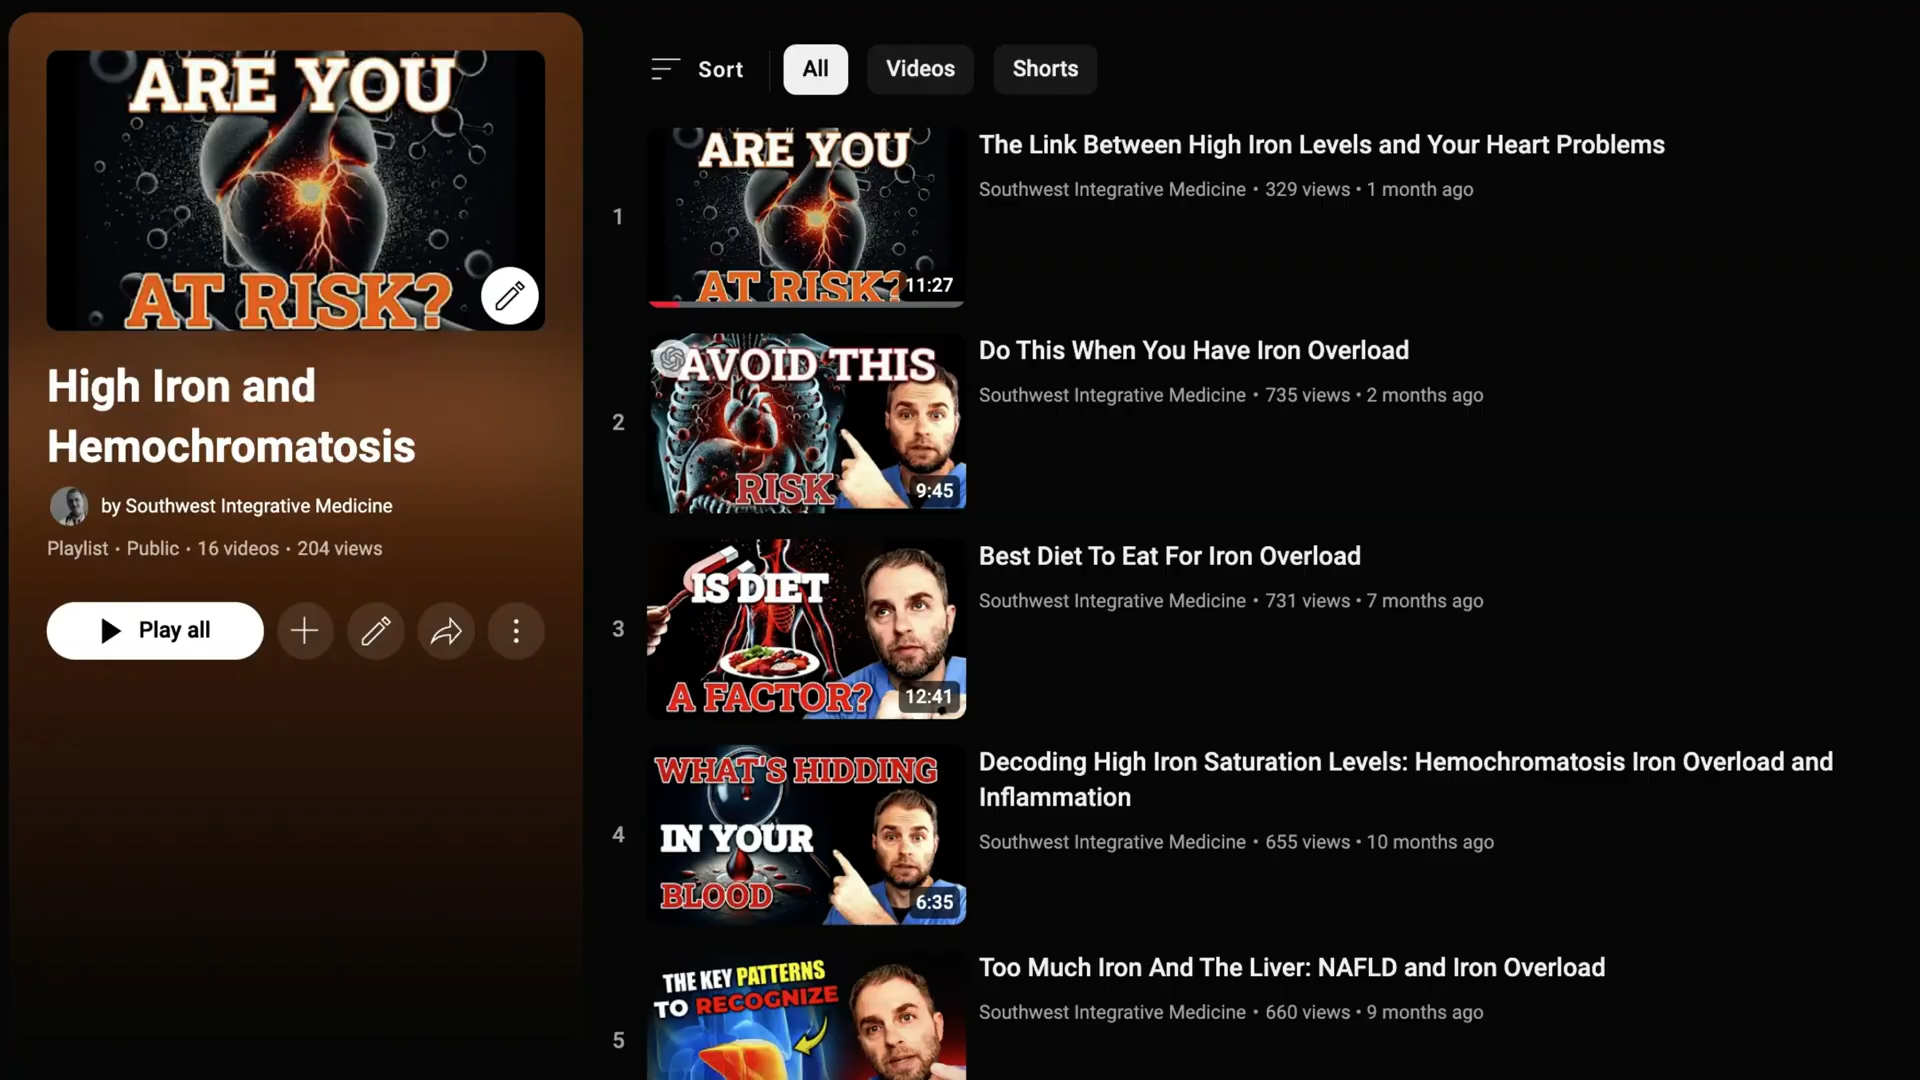 ARE YOU
AT RISK?
High Iron and
Hemochromatosis
by Southwest Integrative Medicine
Playlist • Public • 16 videos • 204 views
Play all
Sort
All
Videos
Shorts
1
ARE YOU
AT RISK?
11:27
The Link Between High Iron Levels and Your Heart Problems
Southwest Integrative Medicine • 329 views • 1 month ago
2
AVOID THIS
RISK
9:45
Do This When You Have Iron Overload
Southwest Integrative Medicine • 735 views • 2 months ago
3
IS DIET
A FACTOR?
12:41
Best Diet To Eat For Iron Overload
Southwest Integrative Medicine • 731 views • 7 months ago
4
WHAT'S HIDDING
IN YOUR
BLOOD
6:35
Decoding High Iron Saturation Levels: Hemochromatosis Iron Overload and
Inflammation
Southwest Integrative Medicine • 655 views • 10 months ago
5
THE KEY PATTERNS
TO RECOGNIZE
Too Much Iron And The Liver: NAFLD and Iron Overload
Southwest Integrative Medicine • 660 views • 9 months ago